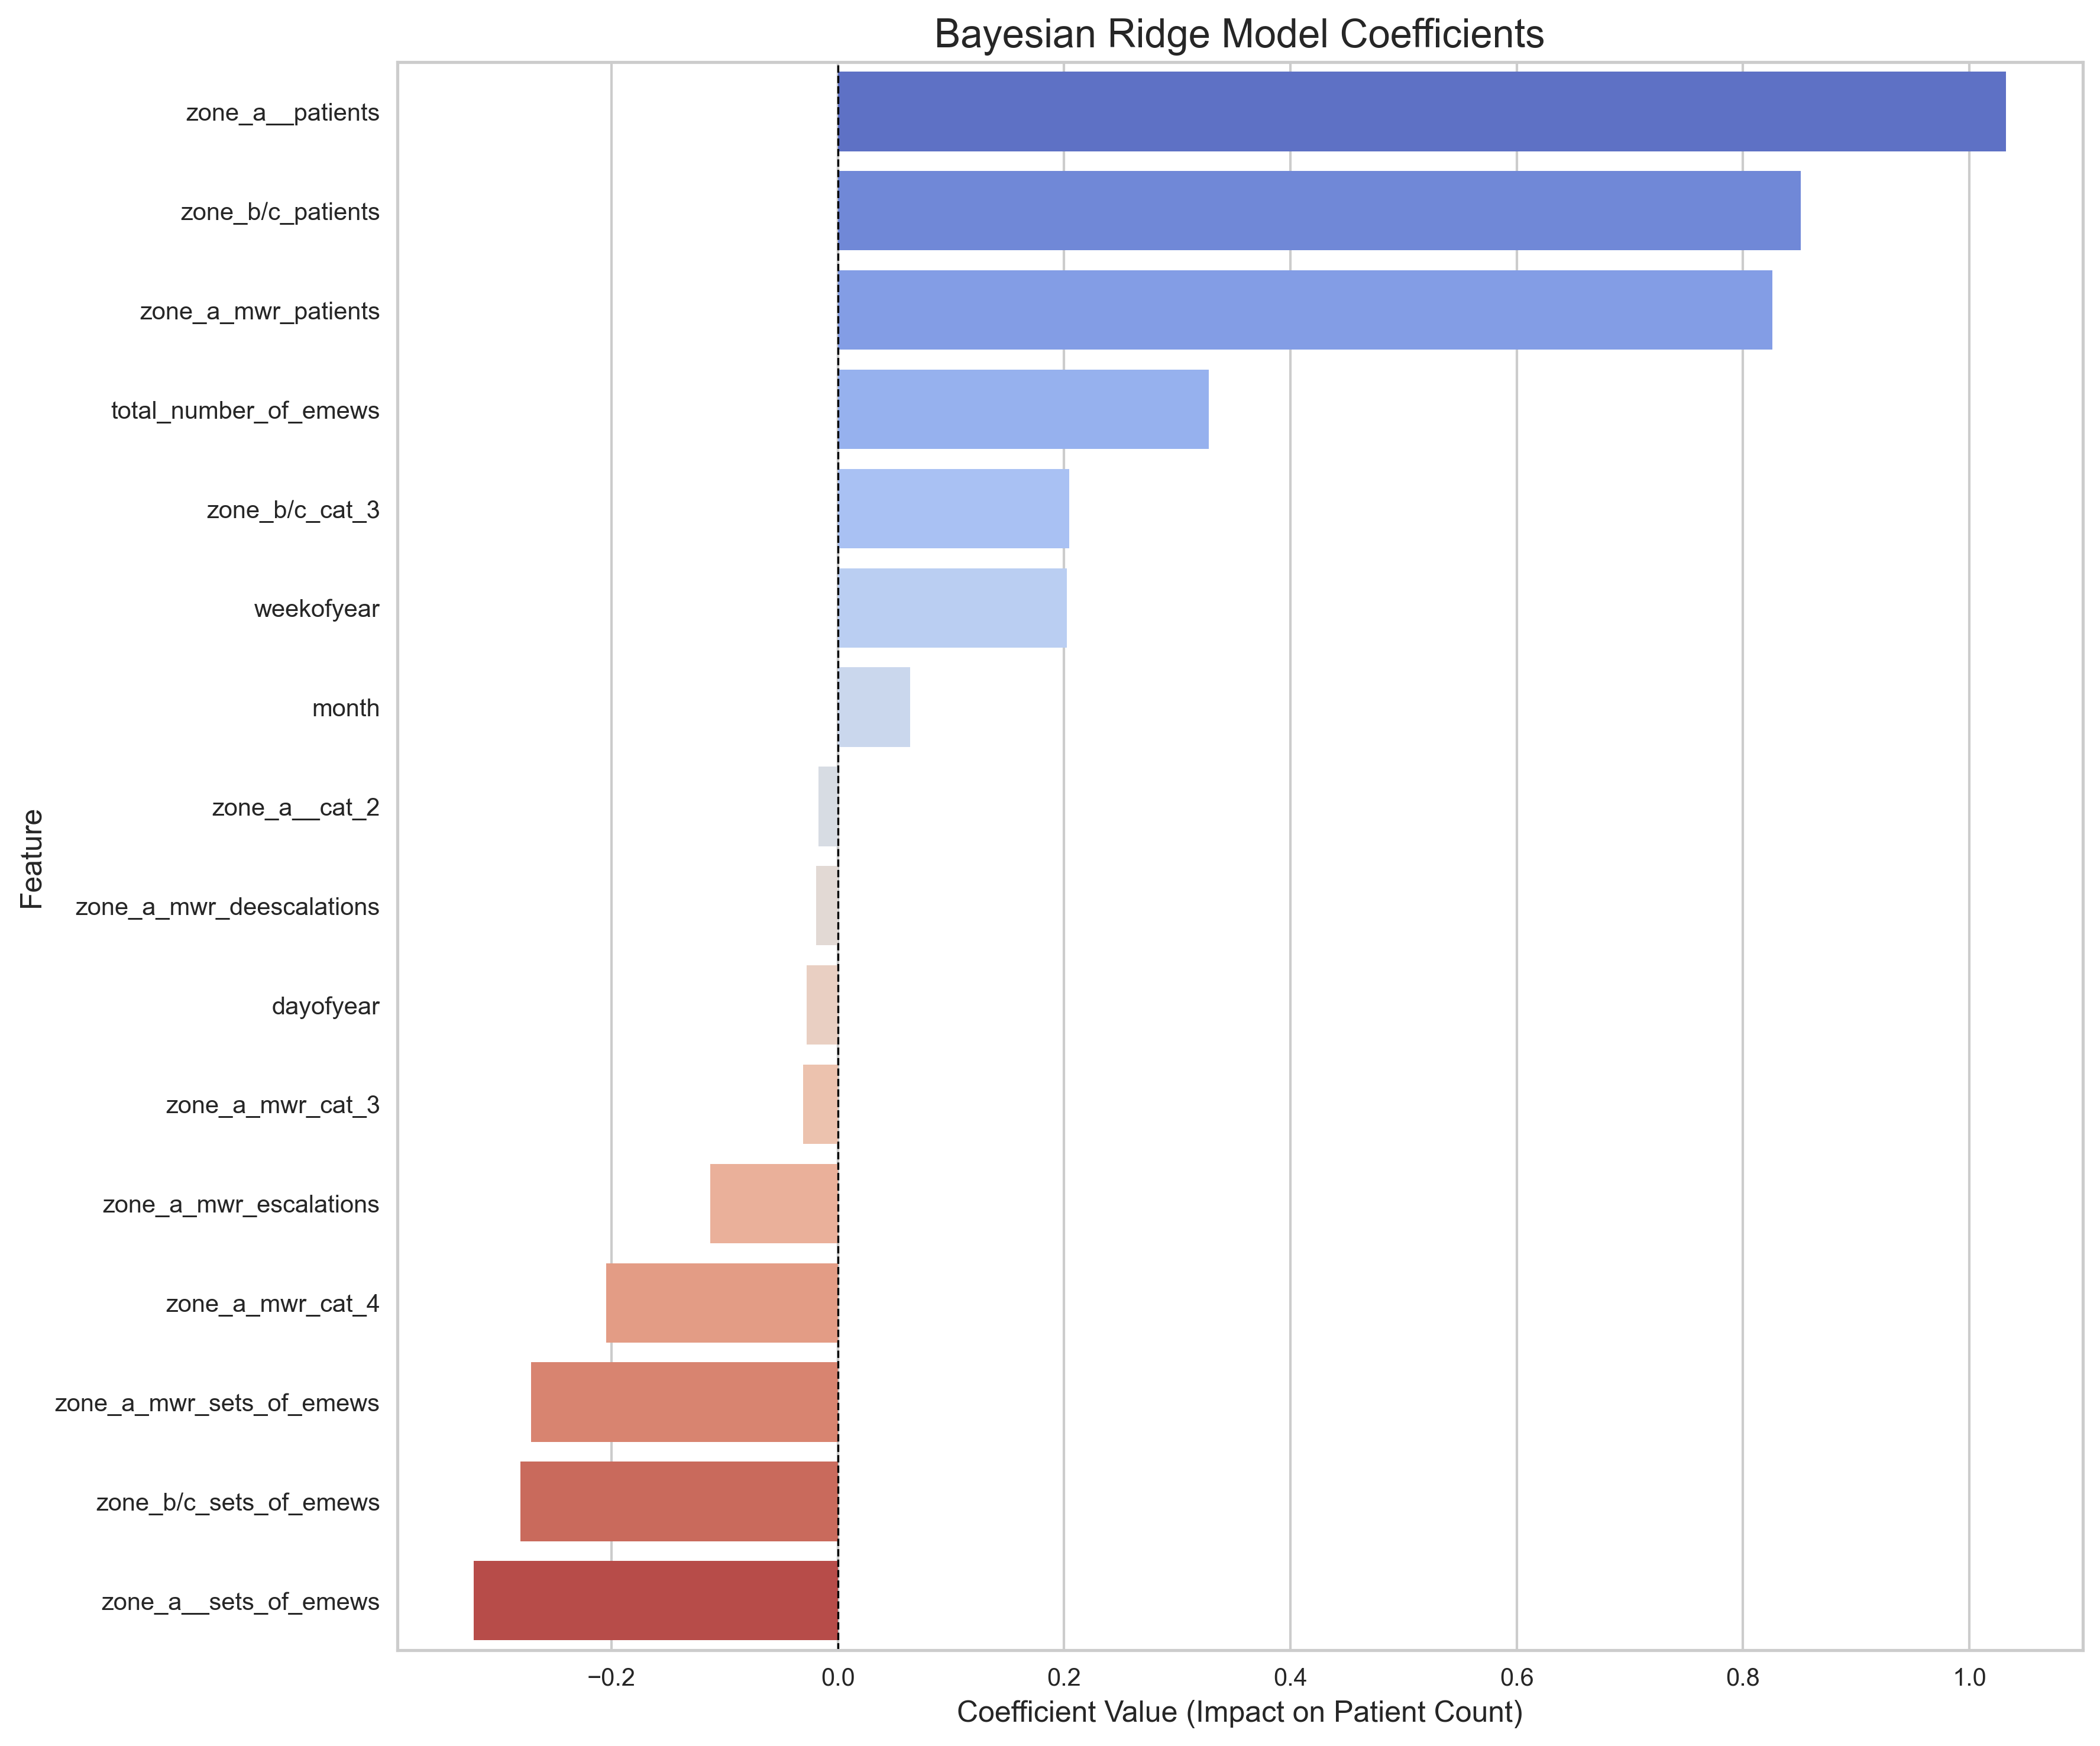 Bayesian Ridge Model Coefficients
Feature
zone_a__patients
zone_b/c_patients
zone_a_mwr_patients
total_number_of_emews
zone_b/c_cat_3
weekofyear
month
zone_a__cat_2
zone_a_mwr_deescalations
dayofyear
zone_a_mwr_cat_3
zone_a_mwr_escalations
zone_a_mwr_cat_4
zone_a_mwr_sets_of_emews
zone_b/c_sets_of_emews
zone_a__sets_of_emews
−0.2 0.0 0.2 0.4 0.6 0.8 1.0
Coefficient Value (Impact on Patient Count)